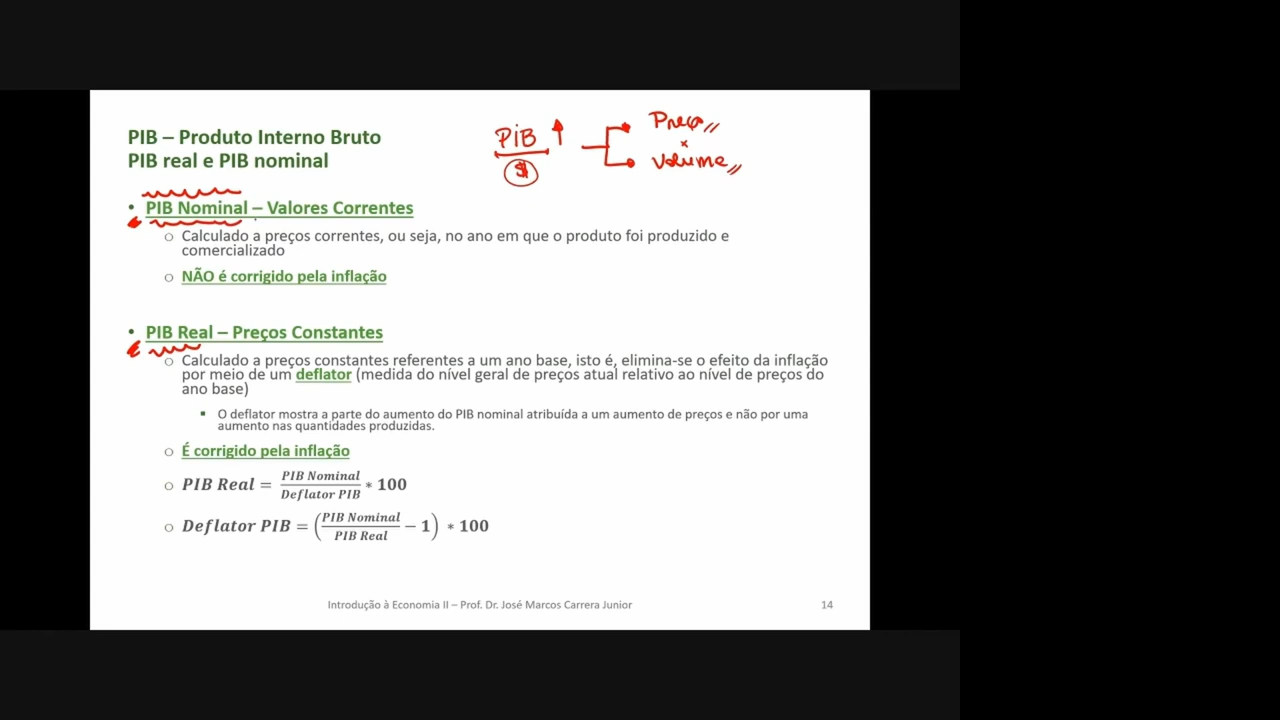 PIB – Produto Interno Bruto
PIB real e PIB nominal
PIB ↑
$
Preço
x
Volume
• PIB Nominal – Valores Correntes
○ Calculado a preços correntes, ou seja, no ano em que o produto foi produzido e
comercializado
○ NÃO é corrigido pela inflação
• PIB Real – Preços Constantes
○ Calculado a preços constantes referentes a um ano base, isto é, elimina-se o efeito da inflação
por meio de um deflator (medida do nível geral de preços atual relativo ao nível de preços do
ano base)
▪ O deflator mostra a parte do aumento do PIB nominal atribuída a um aumento de preços e não por uma
aumento nas quantidades produzidas.
○ É corrigido pela inflação
○ PIB Real = PIB Nominal / Deflator PIB * 100
○ Deflator PIB = (PIB Nominal / PIB Real − 1) * 100
Introdução à Economia II – Prof. Dr. José Marcos Carrera Junior 14